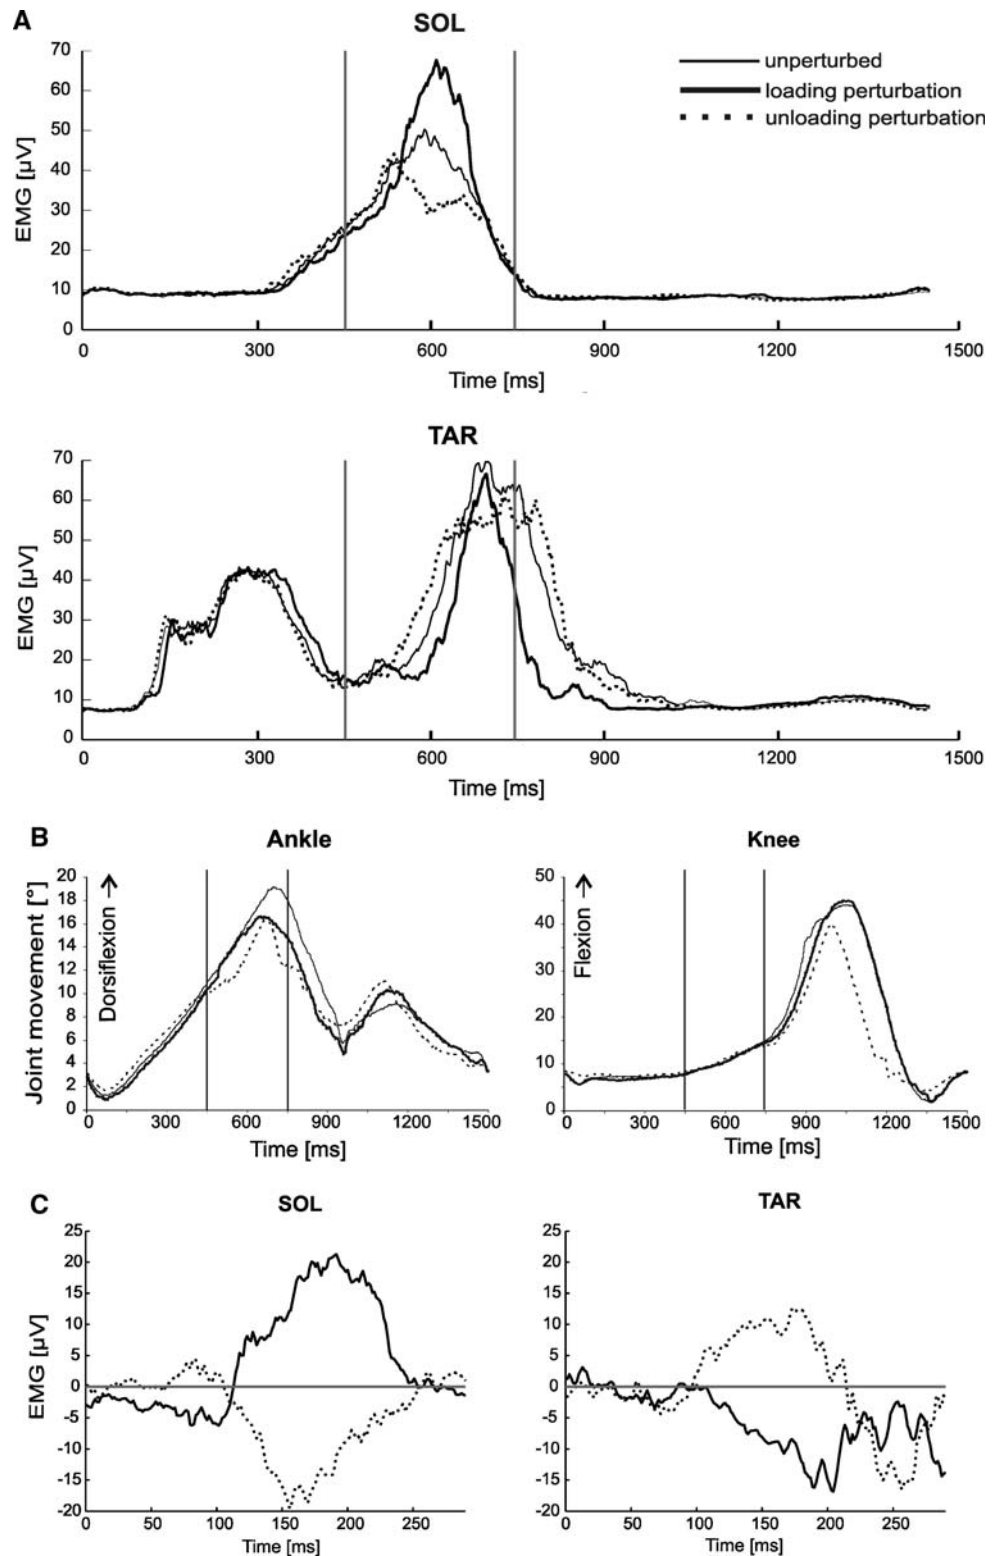 A
SOL
unperturbed
loading perturbation
unloading perturbation
EMG [µV]
70
60
50
40
30
20
10
0
0 300 600 900 1200 1500
Time [ms]
TAR
EMG [µV]
70
60
50
40
30
20
10
0
0 300 600 900 1200 1500
Time [ms]
B
Ankle
Joint movement [°]
Dorsiflexion
20
18
16
14
12
10
8
6
4
2
0
0 300 600 900 1200 1500
Time [ms]
Knee
Flexion
50
40
30
20
10
0
0 300 600 900 1200 1500
Time [ms]
C
SOL
EMG [µV]
25
20
15
10
5
0
-5
-10
-15
-20
0 50 100 150 200 250
Time [ms]
TAR
25
20
15
10
5
0
-5
-10
-15
-20
0 50 100 150 200 250
Time [ms]